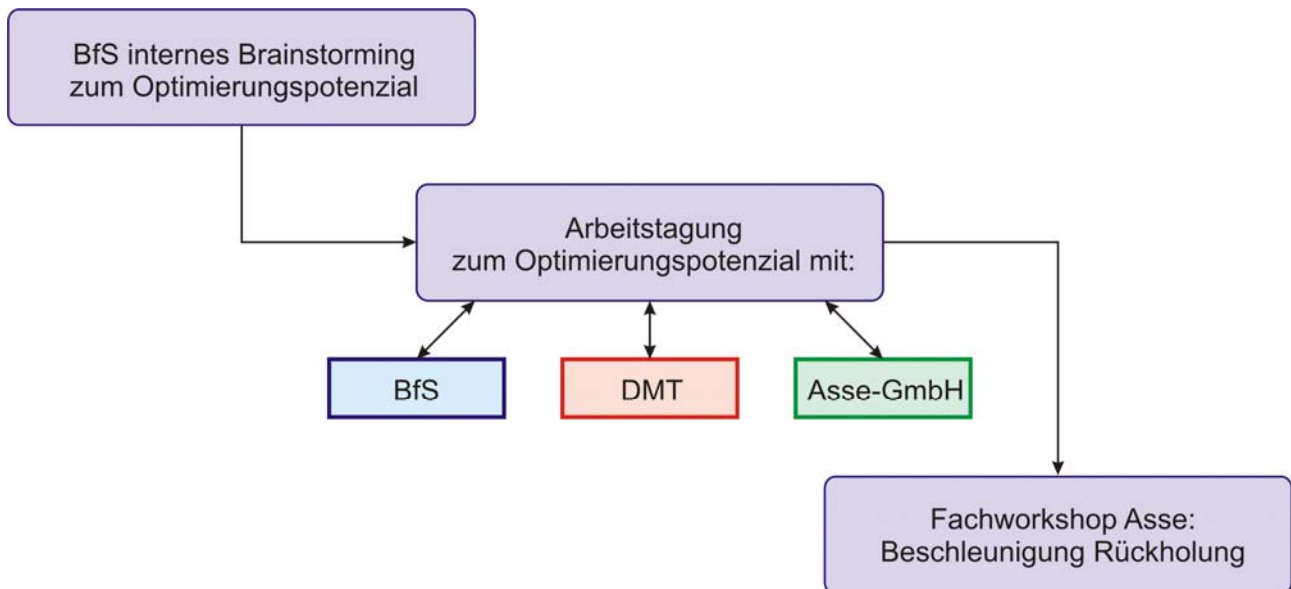 BfS internes Brainstorming
zum Optimierungspotenzial
Arbeitstagung
zum Optimierungspotenzial mit:
BfS
DMT
Asse-GmbH
Fachworkshop Asse:
Beschleunigung Rückholung